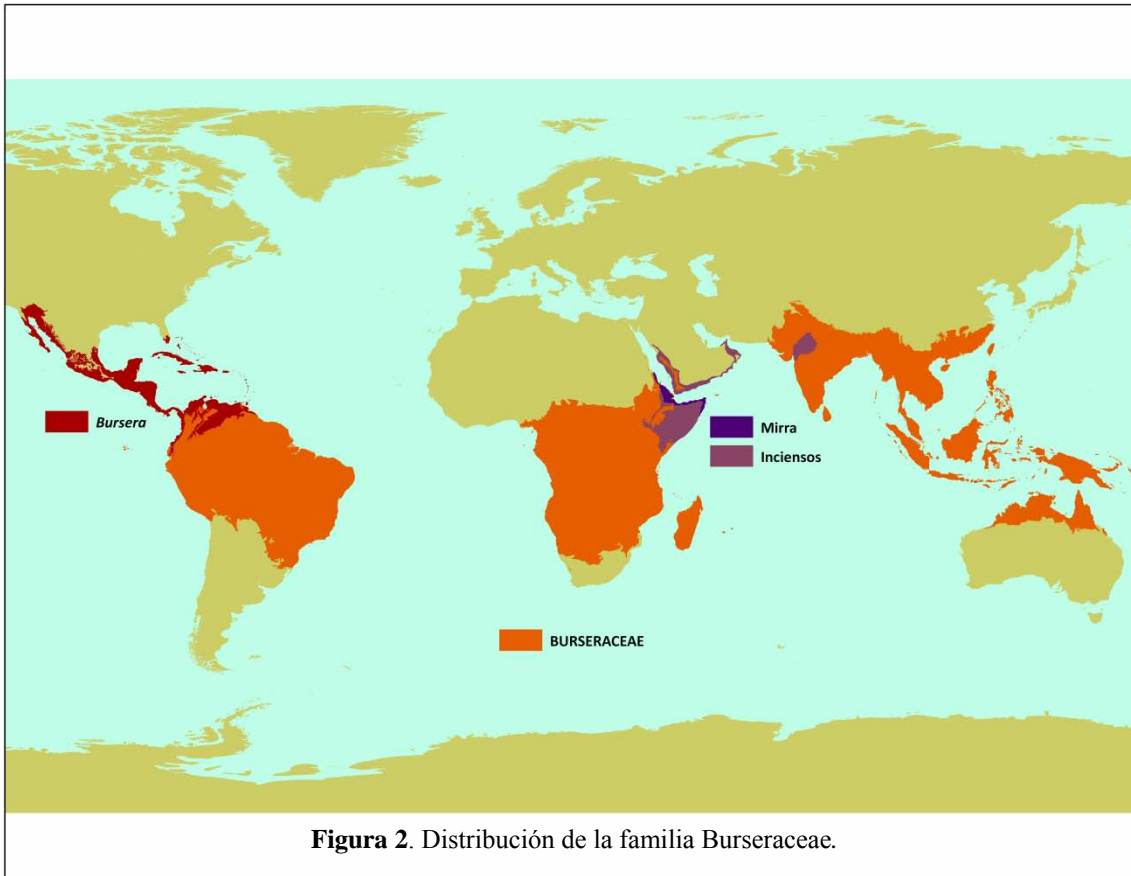 Bursera
Mirra
Inciensos
BURSERACEAE
Figura 2. Distribución de la familia Burseraceae.